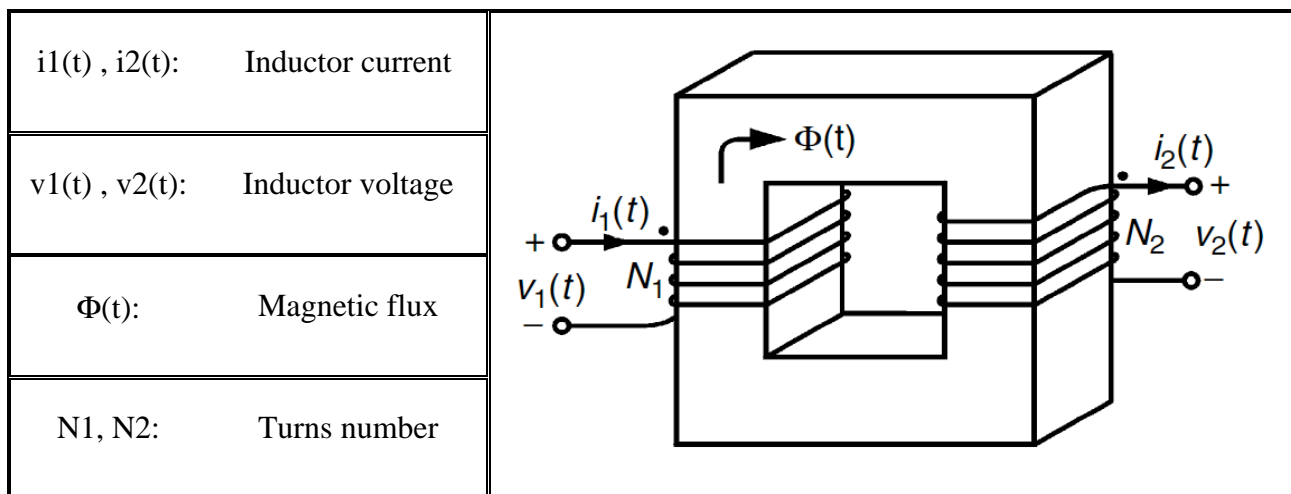 i1(t) , i2(t): Inductor current
v1(t) , v2(t): Inductor voltage
Φ(t): Magnetic flux
N1, N2: Turns number
Φ(t)
i₂(t)
+
i₁(t)
+
N₁
N₂
v₂(t)
v₁(t)
−
−